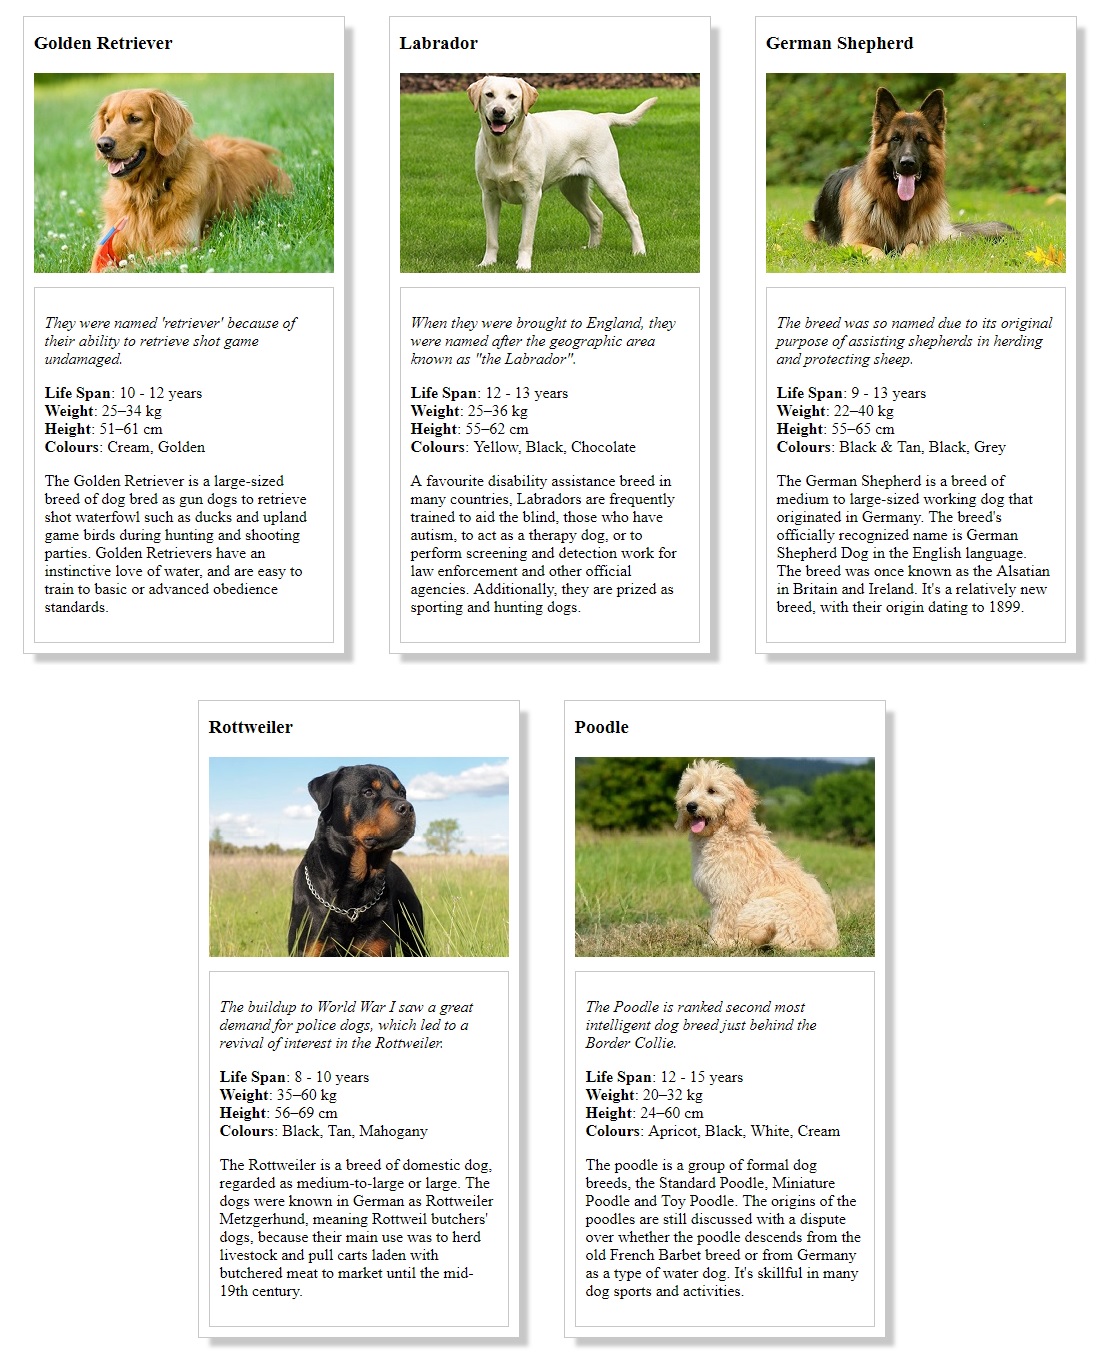 Golden Retriever
They were named 'retriever' because of
their ability to retrieve shot game
undamaged.
Life Span: 10 - 12 years
Weight: 25–34 kg
Height: 51–61 cm
Colours: Cream, Golden
The Golden Retriever is a large-sized
breed of dog bred as gun dogs to retrieve
shot waterfowl such as ducks and upland
game birds during hunting and shooting
parties. Golden Retrievers have an
instinctive love of water, and are easy to
train to basic or advanced obedience
standards.
Labrador
When they were brought to England, they
were named after the geographic area
known as "the Labrador".
Life Span: 12 - 13 years
Weight: 25–36 kg
Height: 55–62 cm
Colours: Yellow, Black, Chocolate
A favourite disability assistance breed in
many countries, Labradors are frequently
trained to aid the blind, those who have
autism, to act as a therapy dog, or to
perform screening and detection work for
law enforcement and other official
agencies. Additionally, they are prized as
sporting and hunting dogs.
German Shepherd
The breed was so named due to its original
purpose of assisting shepherds in herding
and protecting sheep.
Life Span: 9 - 13 years
Weight: 22–40 kg
Height: 55–65 cm
Colours: Black & Tan, Black, Grey
The German Shepherd is a breed of
medium to large-sized working dog that
originated in Germany. The breed's
officially recognized name is German
Shepherd Dog in the English language.
The breed was once known as the Alsatian
in Britain and Ireland. It's a relatively new
breed, with their origin dating to 1899.
Rottweiler
The buildup to World War I saw a great
demand for police dogs, which led to a
revival of interest in the Rottweiler.
Life Span: 8 - 10 years
Weight: 35–60 kg
Height: 56–69 cm
Colours: Black, Tan, Mahogany
The Rottweiler is a breed of domestic dog,
regarded as medium-to-large or large. The
dogs were known in German as Rottweiler
Metzgerhund, meaning Rottweil butchers'
dogs, because their main use was to herd
livestock and pull carts laden with
butchered meat to market until the mid-
19th century.
Poodle
The Poodle is ranked second most
intelligent dog breed just behind the
Border Collie.
Life Span: 12 - 15 years
Weight: 20–32 kg
Height: 24–60 cm
Colours: Apricot, Black, White, Cream
The poodle is a group of formal dog
breeds, the Standard Poodle, Miniature
Poodle and Toy Poodle. The origins of the
poodles are still discussed with a dispute
over whether the poodle descends from the
old French Barbet breed or from Germany
as a type of water dog. It's skillful in many
dog sports and activities.